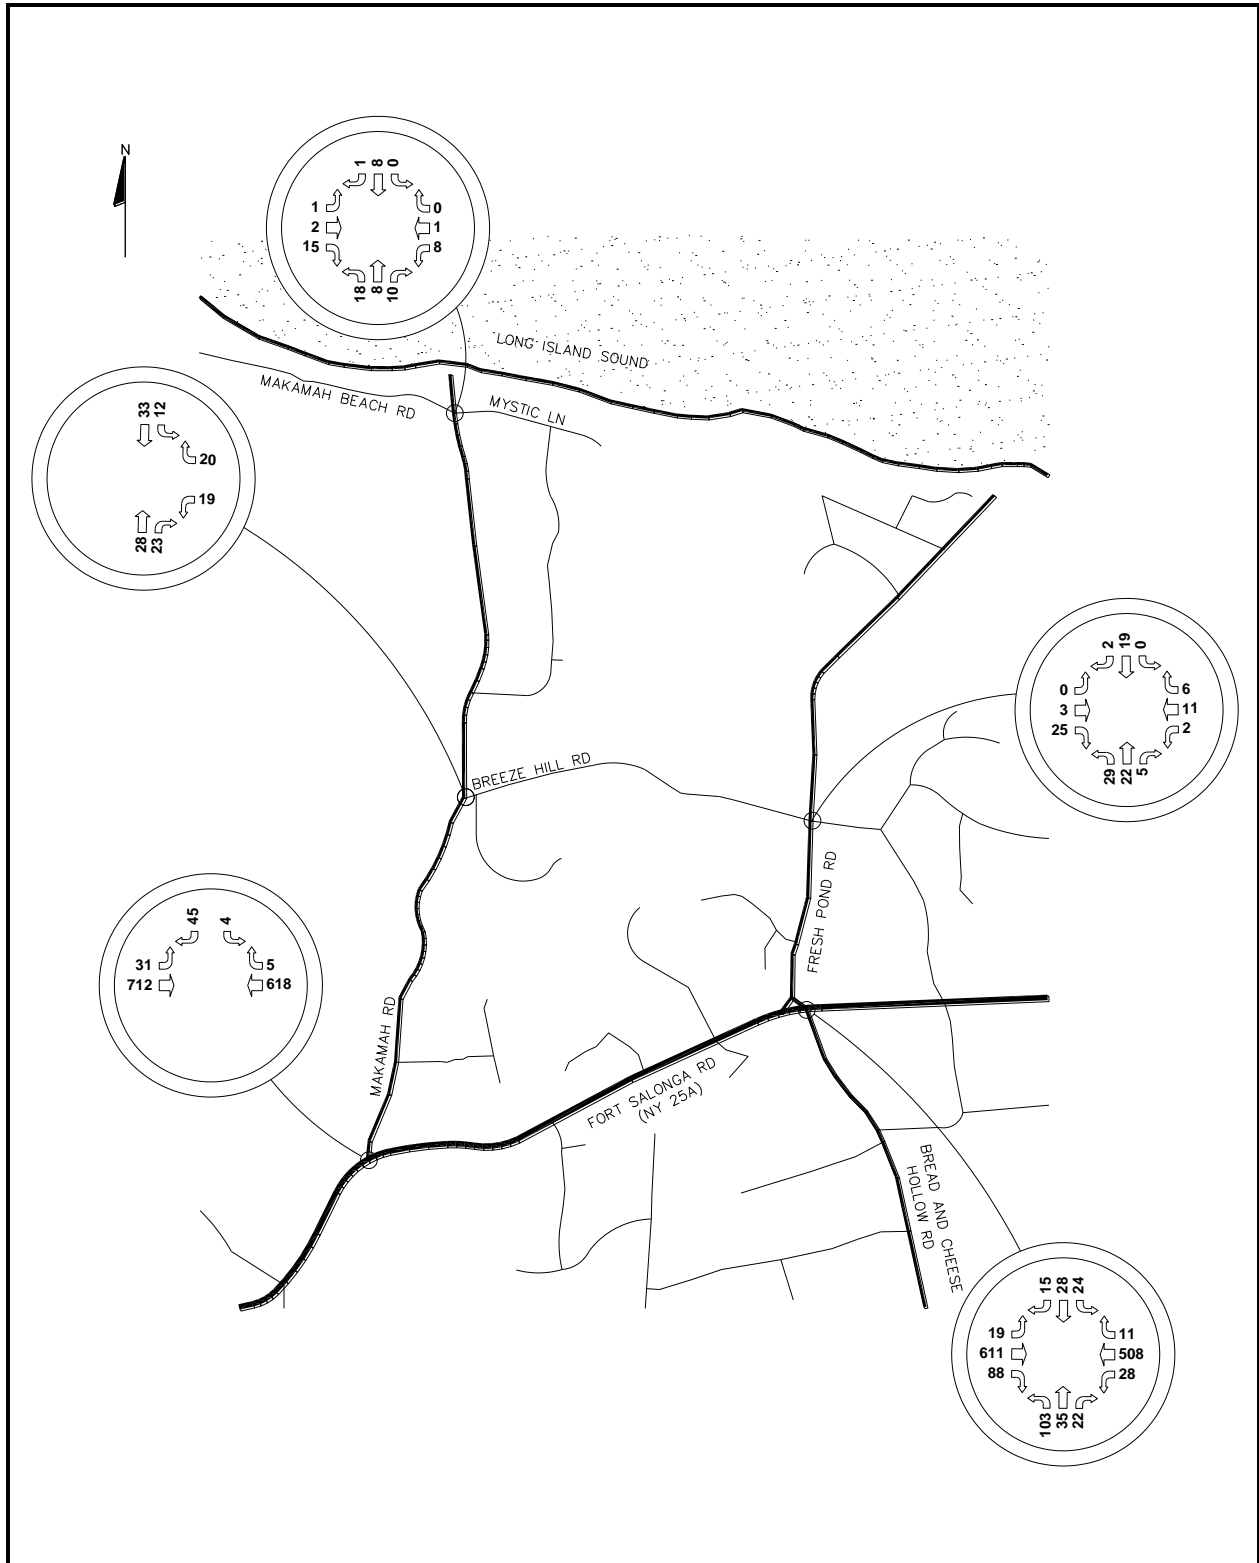 N
1 8 0
1
2
15
0
1
8
18 8 10
LONG ISLAND SOUND
MAKAMAH BEACH RD
MYSTIC LN
33 12
20
19
28 23
2 19 0
0
3
25
6
11
2
29 22 5
BREEZE HILL RD
FRESH POND RD
45 4
31
712
5
618
MAKAMAH RD
FORT SALONGA RD
(NY 25A)
BREAD AND CHEESE
HOLLOW RD
15 28 24
19
611
88
11
508
28
103 35 22